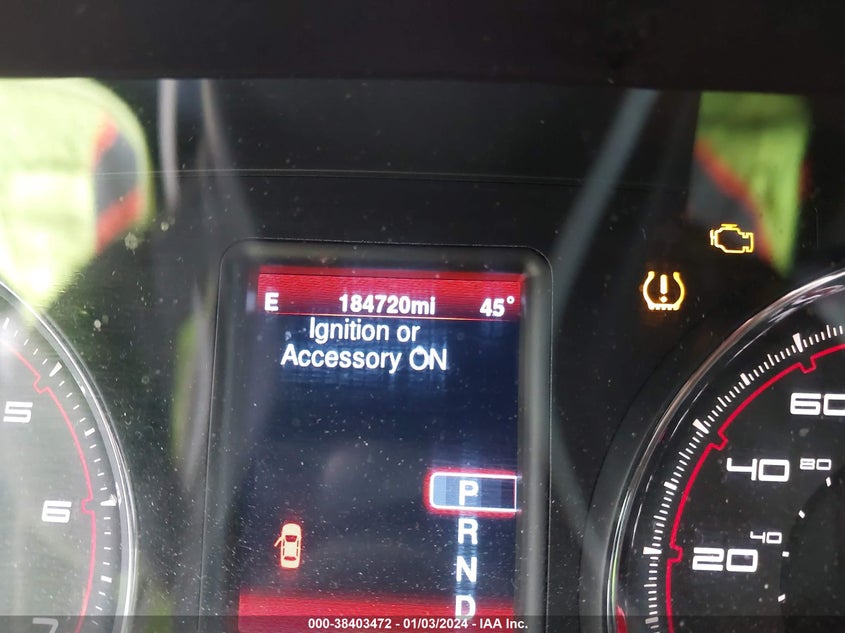 E 184720mi 45°
Ignition or
Accessory ON
5
6
7
P
R
N
D
60
40 80
20 40
000-38403472 - 01/03/2024 - IAA Inc.